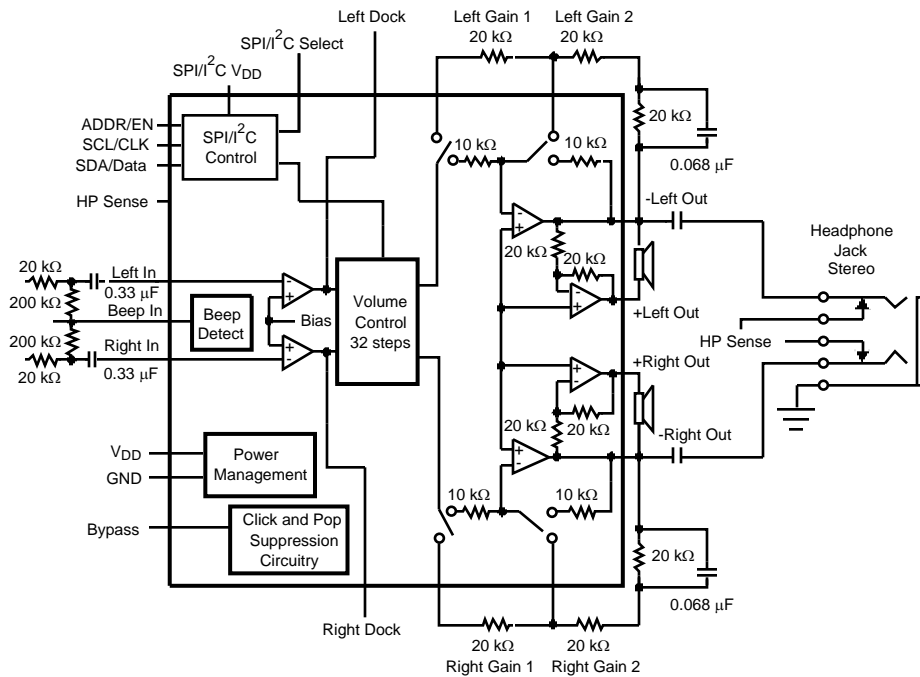 Left Dock
Left Gain 1
Left Gain 2
20 kΩ
20 kΩ
SPI/I²C Select
SPI/I²C VDD
ADDR/EN
SCL/CLK
SDA/Data
SPI/I²C
Control
20 kΩ
0.068 µF
10 kΩ
10 kΩ
HP Sense
-Left Out
Headphone
Jack
Stereo
-
+
20 kΩ
20 kΩ
20 kΩ
Left In
0.33 µF
200 kΩ
Beep In
200 kΩ
Right In
20 kΩ
0.33 µF
Beep
Detect
-
+
Bias
+
-
Volume
Control
32 steps
-
+
+Left Out
HP Sense
+Right Out
+
-
20 kΩ
20 kΩ
-Right Out
+
-
VDD
GND
Power
Management
10 kΩ
10 kΩ
Bypass
Click and Pop
Suppression
Circuitry
20 kΩ
0.068 µF
Right Dock
20 kΩ
20 kΩ
Right Gain 1
Right Gain 2